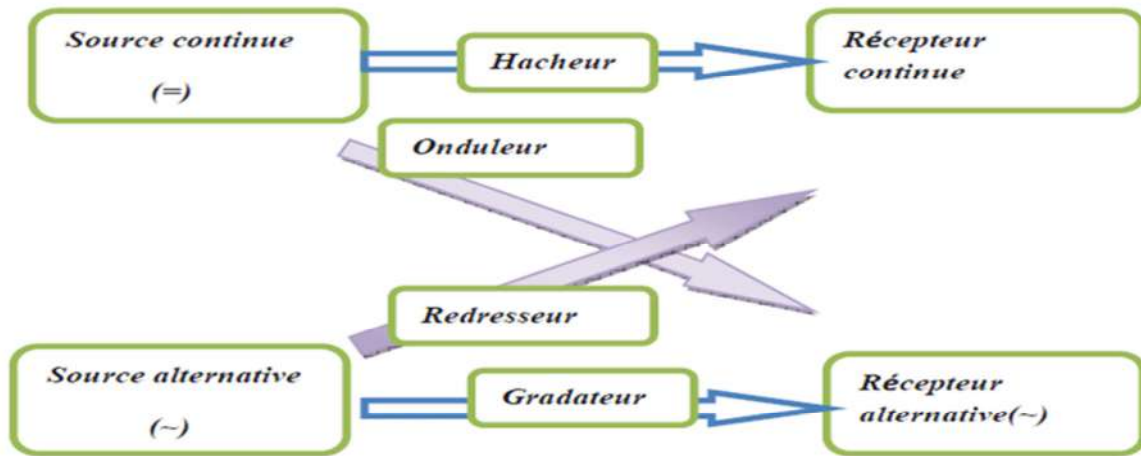 Source continue
(=)
Hacheur
Récepteur
continue
Onduleur
Redresseur
Source alternative
(~)
Gradateur
Récepteur
alternative(~)